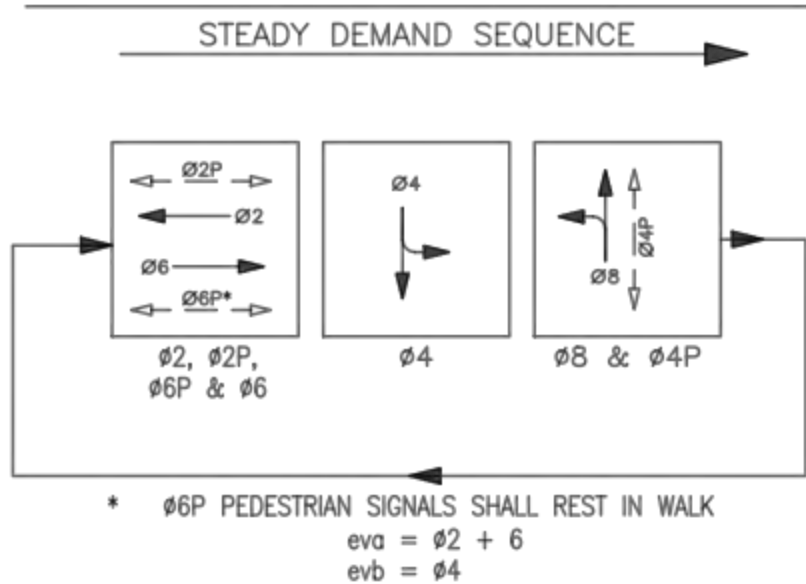 STEADY DEMAND SEQUENCE
Ø2P
Ø2
Ø6
Ø6P*
Ø4
Ø8
Ø4P
ø2, ø2P,
ø6P & ø6
ø4
ø8 & ø4P
* ø6P PEDESTRIAN SIGNALS SHALL REST IN WALK
eva = ø2 + 6
evb = ø4